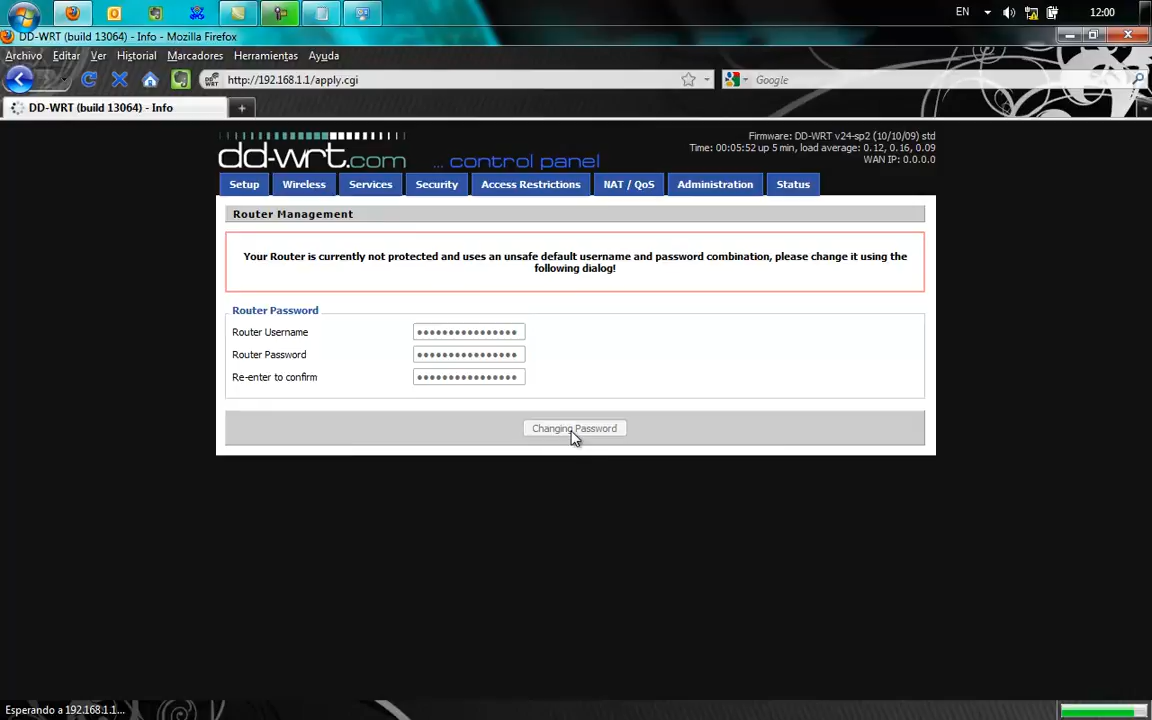 EN
12:00
DD-WRT (build 13064) - Info - Mozilla Firefox
Archivo Editar Ver Historial Marcadores Herramientas Ayuda
http://192.168.1.1/apply.cgi
Google
DD-WRT (build 13064) - Info
Firmware: DD-WRT v24-sp2 (10/10/09) std
Time: 00:05:52 up 5 min, load average: 0.12, 0.16, 0.09
WAN IP: 0.0.0.0
dd-wrt.com ... control panel
Setup Wireless Services Security Access Restrictions NAT / QoS Administration Status
Router Management
Your Router is currently not protected and uses an unsafe default username and password combination, please change it using the
following dialog!
Router Password
Router Username
Router Password
Re-enter to confirm
Changing Password
Esperando a 192.168.1.1...